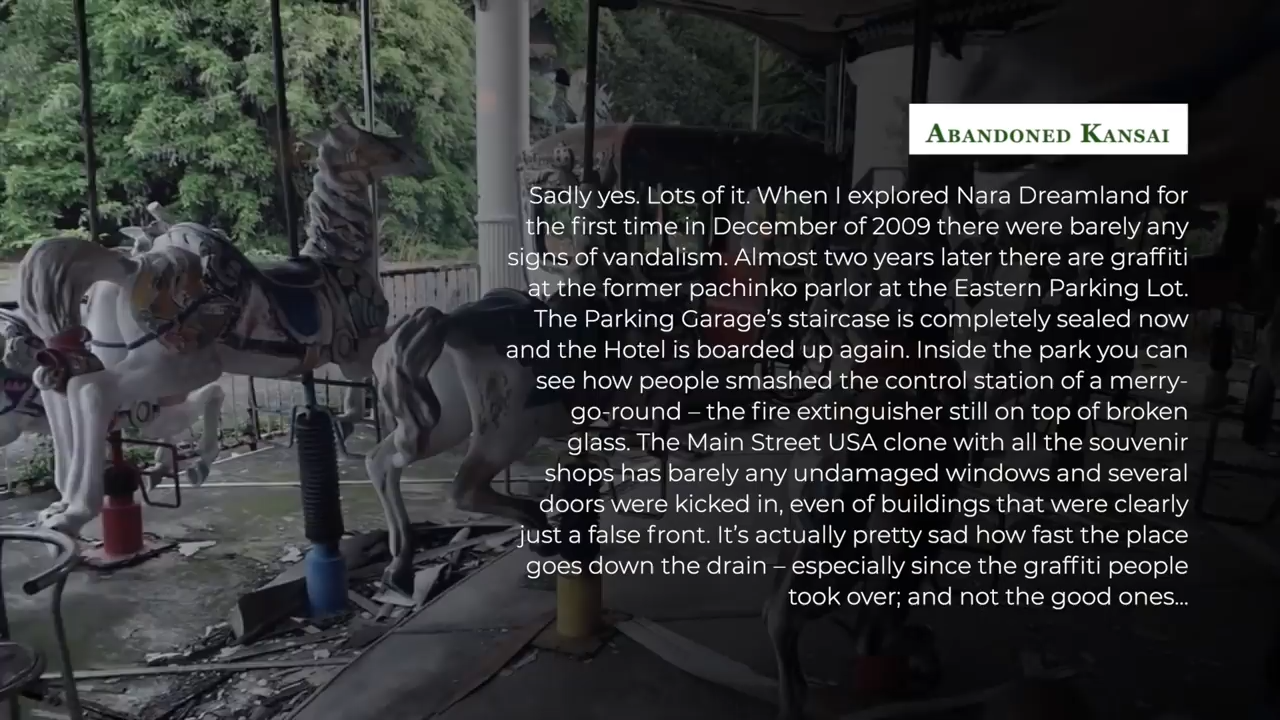 Abandoned Kansai
Sadly yes. Lots of it. When I explored Nara Dreamland for
the first time in December of 2009 there were barely any
signs of vandalism. Almost two years later there are graffiti
at the former pachinko parlor at the Eastern Parking Lot.
The Parking Garage’s staircase is completely sealed now
and the Hotel is boarded up again. Inside the park you can
see how people smashed the control station of a merry-
go-round – the fire extinguisher still on top of broken
glass. The Main Street USA clone with all the souvenir
shops has barely any undamaged windows and several
doors were kicked in, even of buildings that were clearly
just a false front. It’s actually pretty sad how fast the place
goes down the drain – especially since the graffiti people
took over; and not the good ones...